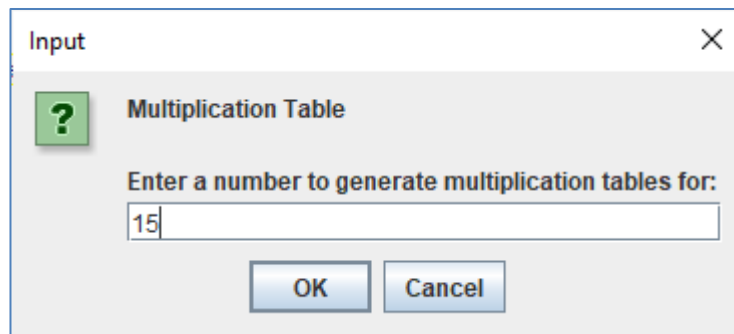 Input
?
Multiplication Table
Enter a number to generate multiplication tables for:
15
OK Cancel